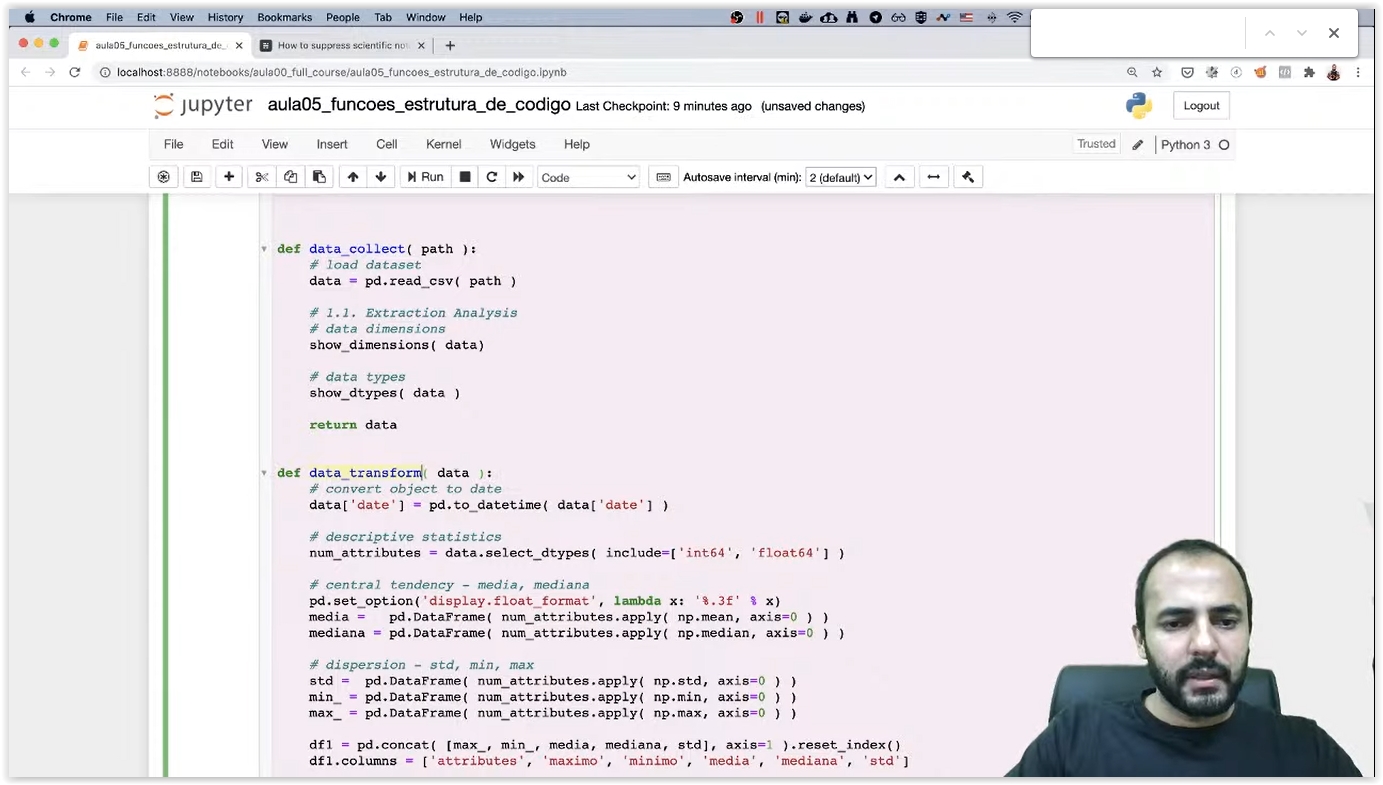 Chrome File Edit View History Bookmarks People Tab Window Help
aula05_funcoes_estrutura_de_ How to suppress scientific not
localhost:8888/notebooks/aula00_full_course/aula05_funcoes_estrutura_de_codigo.ipynb
jupyter aula05_funcoes_estrutura_de_codigo Last Checkpoint: 9 minutes ago (unsaved changes) Logout
File Edit View Insert Cell Kernel Widgets Help Trusted Python 3
Run Code Autosave interval (min): 2 (default)
def data_collect( path ):
# load dataset
data = pd.read_csv( path )
# 1.1. Extraction Analysis
# data dimensions
show_dimensions( data)
# data types
show_dtypes( data )
return data
def data_transform( data ):
# convert object to date
data['date'] = pd.to_datetime( data['date'] )
# descriptive statistics
num_attributes = data.select_dtypes( include=['int64', 'float64'] )
# central tendency - media, mediana
pd.set_option('display.float_format', lambda x: '%.3f' % x)
media =   pd.DataFrame( num_attributes.apply( np.mean, axis=0 ) )
mediana = pd.DataFrame( num_attributes.apply( np.median, axis=0 ) )
# dispersion - std, min, max
std =  pd.DataFrame( num_attributes.apply( np.std, axis=0 ) )
min_ = pd.DataFrame( num_attributes.apply( np.min, axis=0 ) )
max_ = pd.DataFrame( num_attributes.apply( np.max, axis=0 ) )
df1 = pd.concat( [max_, min_, media, mediana, std], axis=1 ).reset_index()
df1.columns = ['attributes', 'maximo', 'minimo', 'media', 'mediana', 'std']